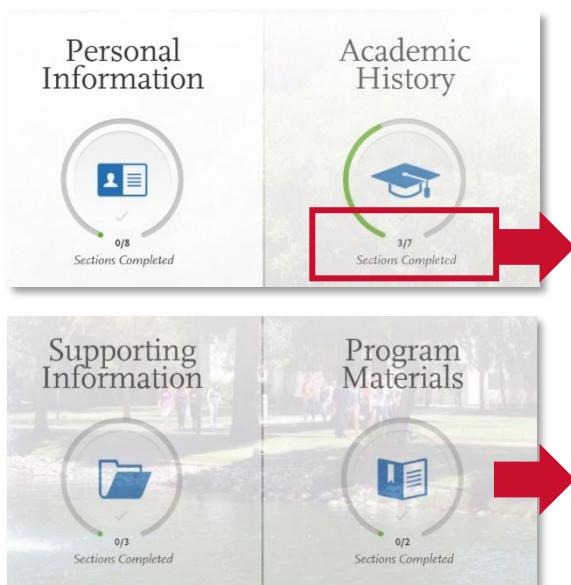 Personal
Information
0/8
Sections Completed
Academic
History
3/7
Sections Completed
Supporting
Information
0/3
Sections Completed
Program
Materials
0/2
Sections Completed